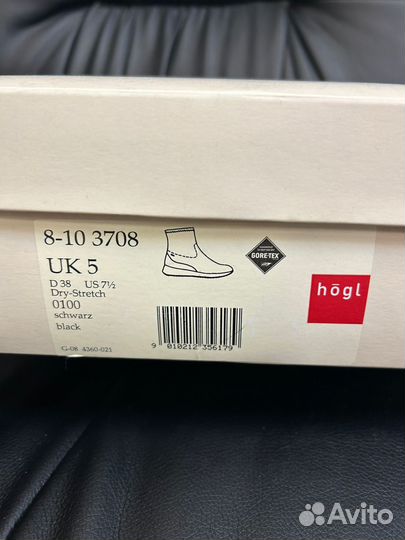 8-10 3708
UK 5
D 38 US 7½
Dry-Stretch
0100
schwarz
black
G-08 4360-021
9 010212 356179
GORE-TEX
högl
Avito